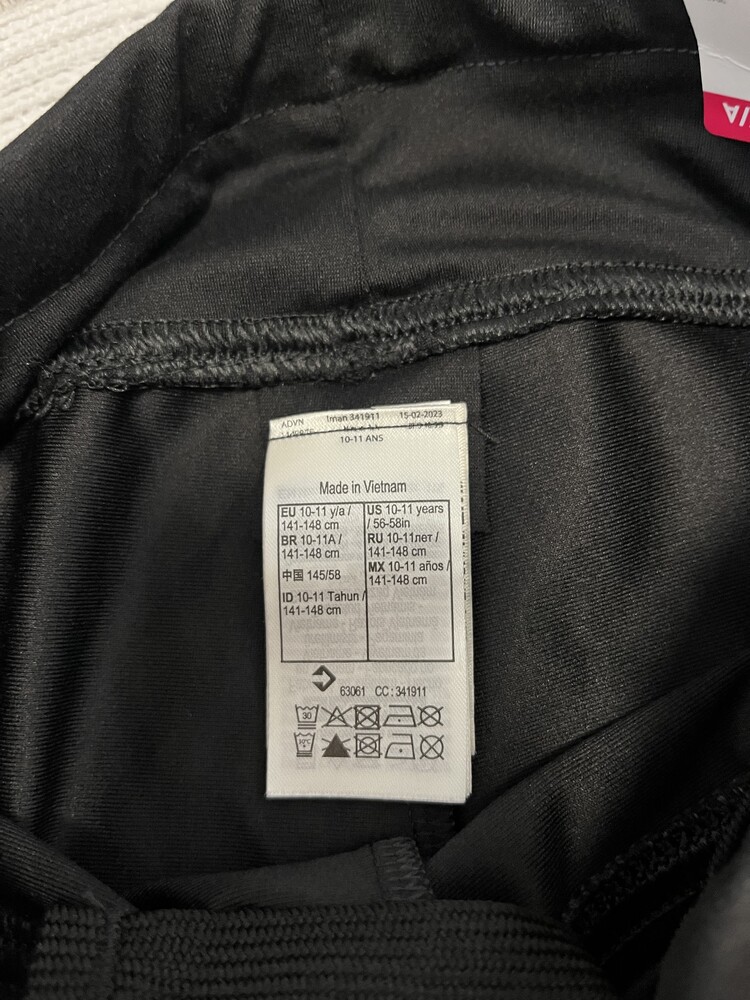 /A
ADVN Iman 341911 15-02-2023
10-11 ANS
Made in Vietnam
EU 10-11 y/a /
141-148 cm
BR 10-11A /
141-148 cm
中国 145/58
ID 10-11 Tahun /
141-148 cm
US 10-11 years
/ 56-58in
RU 10-11лет /
141-148 cm
MX 10-11 años /
141-148 cm
63061 CC : 341911
30